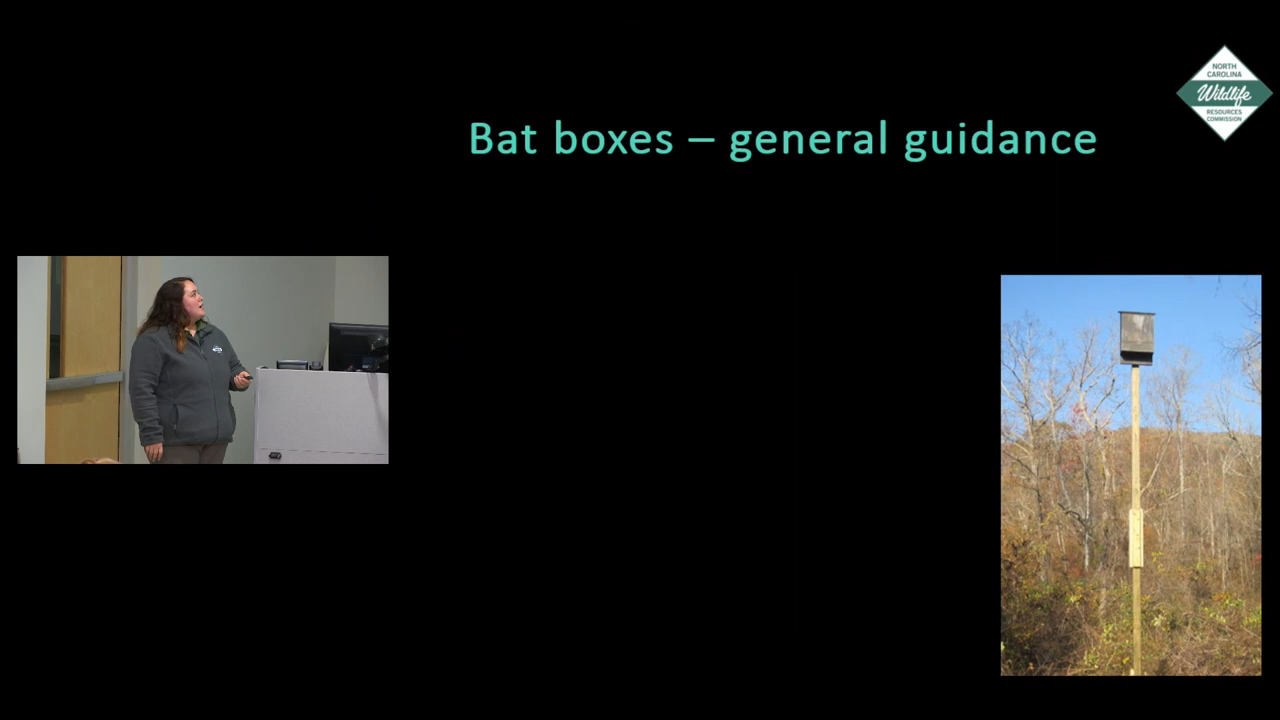 NORTH
CAROLINA
Wildlife
RESOURCES
COMMISSION
Bat boxes – general guidance